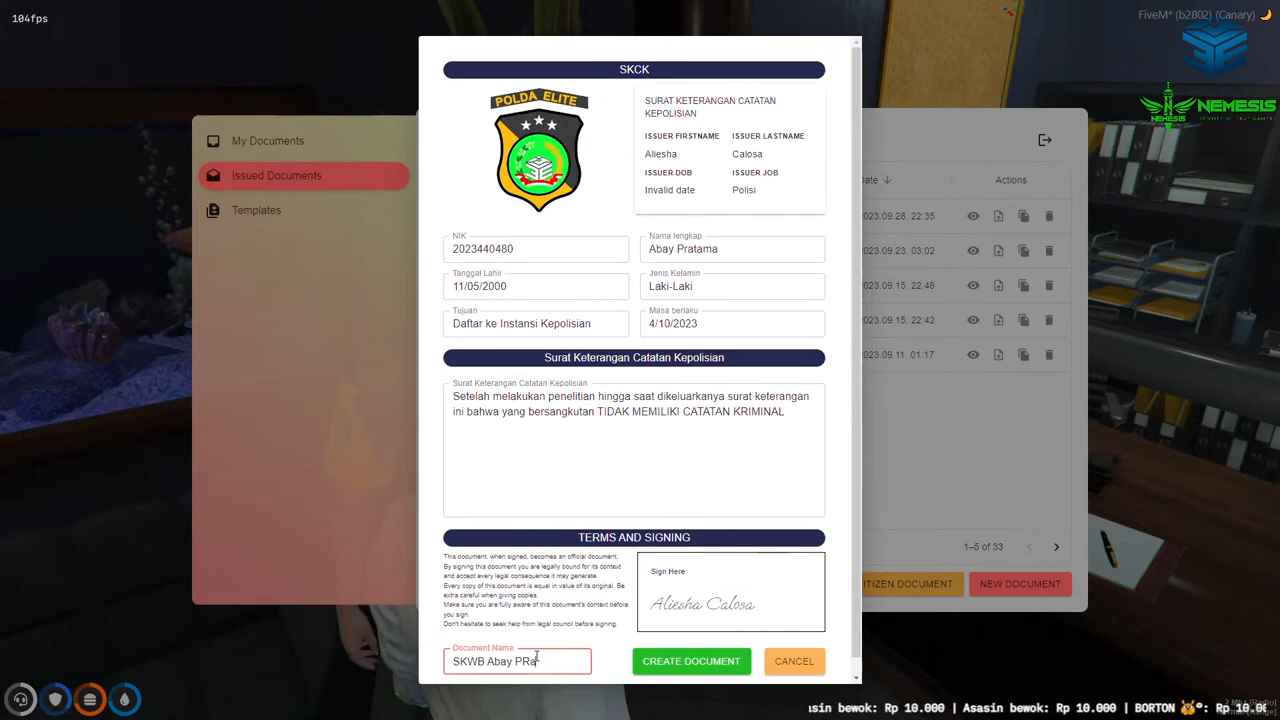 104fps
FiveM* (b2802) (Canary)
NEMESIS
SKCK
POLDA ELITE
SURAT KETERANGAN CATATAN
KEPOLISIAN
ISSUER FIRSTNAME ISSUER LASTNAME
Aliesha Calosa
ISSUER DOB ISSUER JOB
Invalid date Polisi
My Documents
Issued Documents
Templates
Date Actions
2023.09.28. 22:35
2023.09.23. 03:02
2023.09.15. 22:48
2023.09.15. 22:42
2023.09.11. 01:17
NIK
2023440480
Nama lengkap
Abay Pratama
Tanggal Lahir
11/05/2000
Jenis Kelamin
Laki-Laki
Tujuan
Daftar ke Instansi Kepolisian
Masa berlaku
4/10/2023
Surat Keterangan Catatan Kepolisian
Surat Keterangan Catatan Kepolisian
Setelah melakukan penelitian hingga saat dikeluarkanya surat keterangan
ini bahwa yang bersangkutan TIDAK MEMILIKI CATATAN KRIMINAL
TERMS AND SIGNING
This document, when signed, becomes an official document.
By signing this document you are legally bound for its context
and accept every legal consequence it may generate.
Every copy of this document is equal in value of its original. Be
extra careful when giving copies.
Make sure you are fully aware of this document's context before
you sign.
Don't hesitate to seek help from legal council before signing.
Sign Here
Aliesha Calosa
1–5 of 33
ITIZEN DOCUMENT NEW DOCUMENT
Document Name
SKWB Abay PRa
CREATE DOCUMENT CANCEL
sin bewok: Rp 10.000 | Asasin bewok: Rp 10.000 | BORTON : Rp 10.00